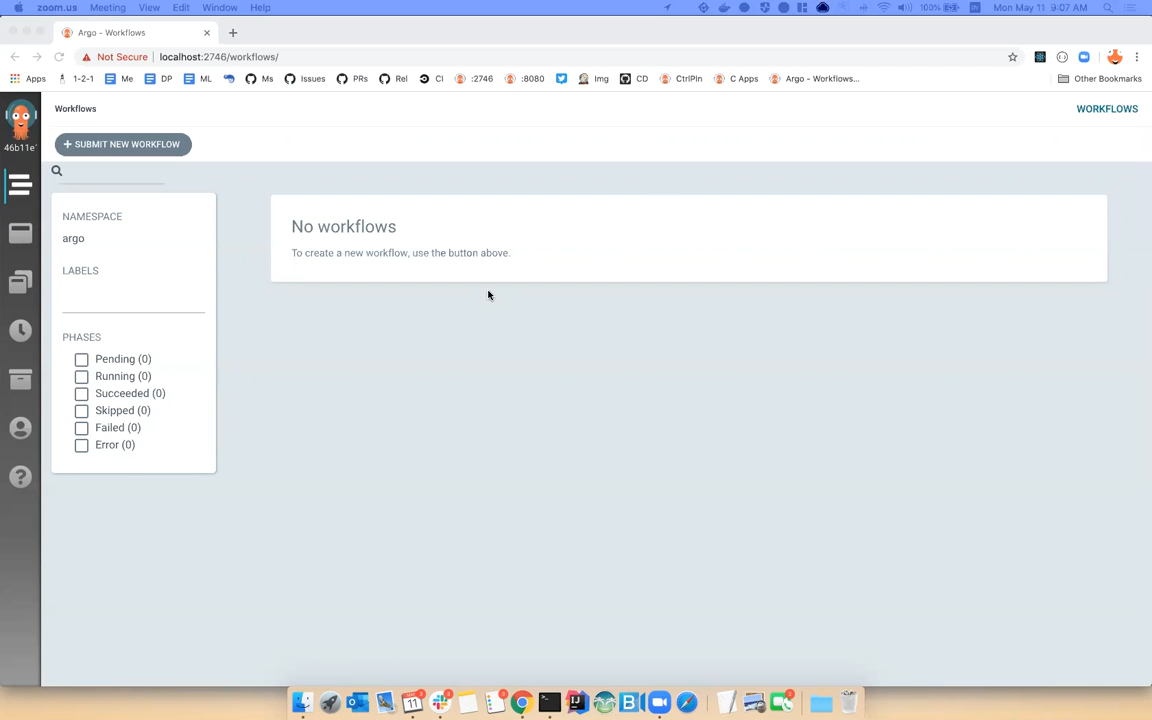 zoom.us Meeting View Edit Window Help 100% Mon May 11 9:07 AM
Argo - Workflows
Not Secure localhost:2746/workflows/
Apps 1-2-1 Me DP ML Ms Issues PRs Rel CI :2746 :8080 Img CD CtrlPln C Apps Argo - Workflows... Other Bookmarks
Workflows WORKFLOWS
46b11e
+ SUBMIT NEW WORKFLOW
NAMESPACE
argo
LABELS
PHASES
Pending (0)
Running (0)
Succeeded (0)
Skipped (0)
Failed (0)
Error (0)
No workflows
To create a new workflow, use the button above.